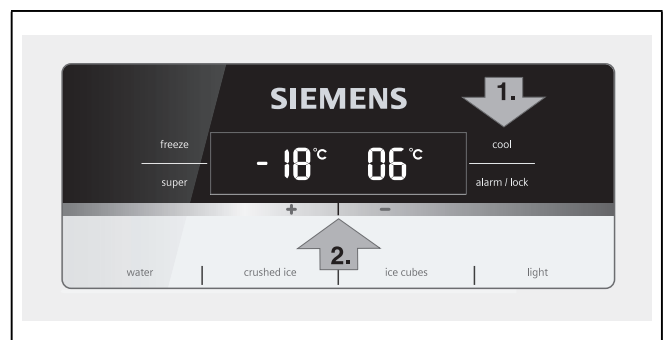 SIEMENS
1.
freeze
super
-18°C 06°C
cool
alarm / lock
+ -
2.
water crushed ice ice cubes light